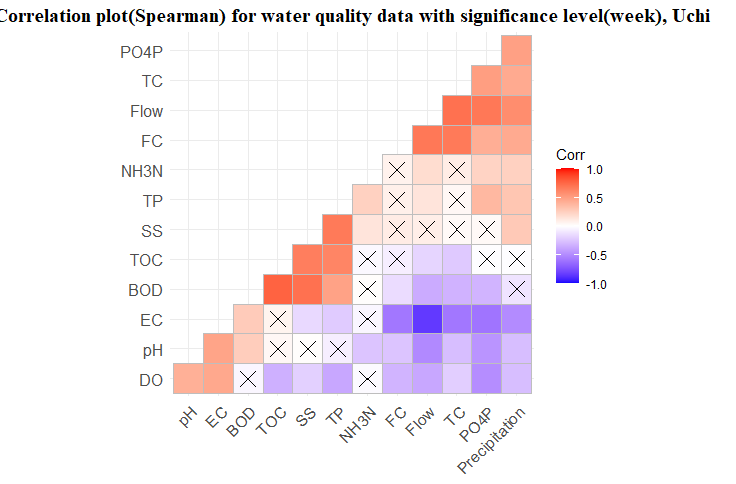 Correlation plot(Spearman) for water quality data with significance level(week), Uchi
PO4P
TC
Flow
FC
NH3N
TP
SS
TOC
BOD
EC
pH
DO
pH
EC
BOD
TOC
SS
TP
NH3N
FC
Flow
TC
PO4P
Precipitation
Corr
1.0
0.5
0.0
-0.5
-1.0